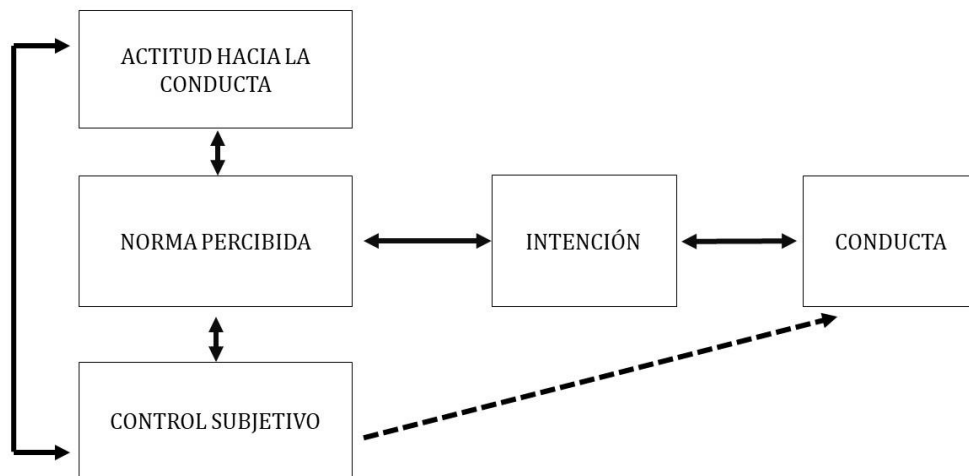 ACTITUD HACIA LA
CONDUCTA
NORMA PERCIBIDA
INTENCIÓN
CONDUCTA
CONTROL SUBJETIVO